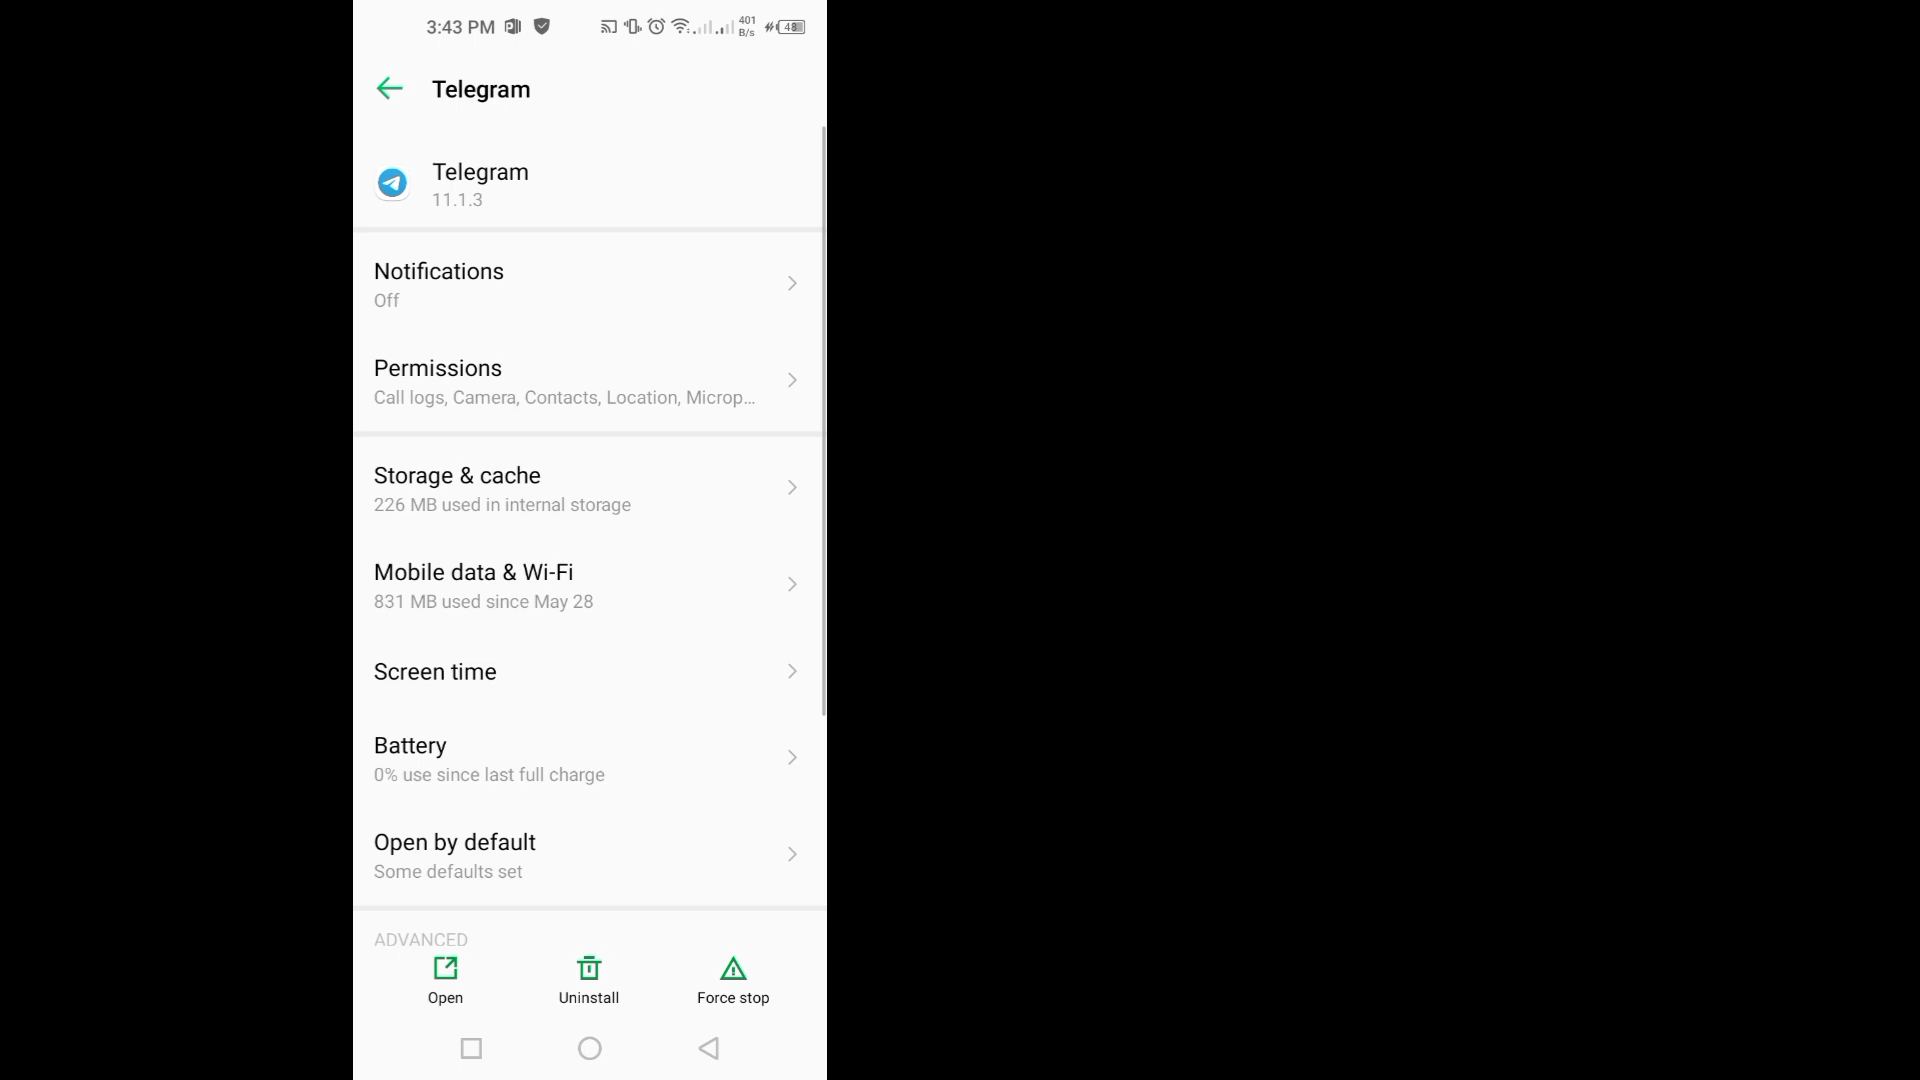 3:43 PM
401
B/s
48
Telegram
Telegram
11.1.3
Notifications
Off
Permissions
Call logs, Camera, Contacts, Location, Microp...
Storage & cache
226 MB used in internal storage
Mobile data & Wi-Fi
831 MB used since May 28
Screen time
Battery
0% use since last full charge
Open by default
Some defaults set
ADVANCED
Open
Uninstall
Force stop